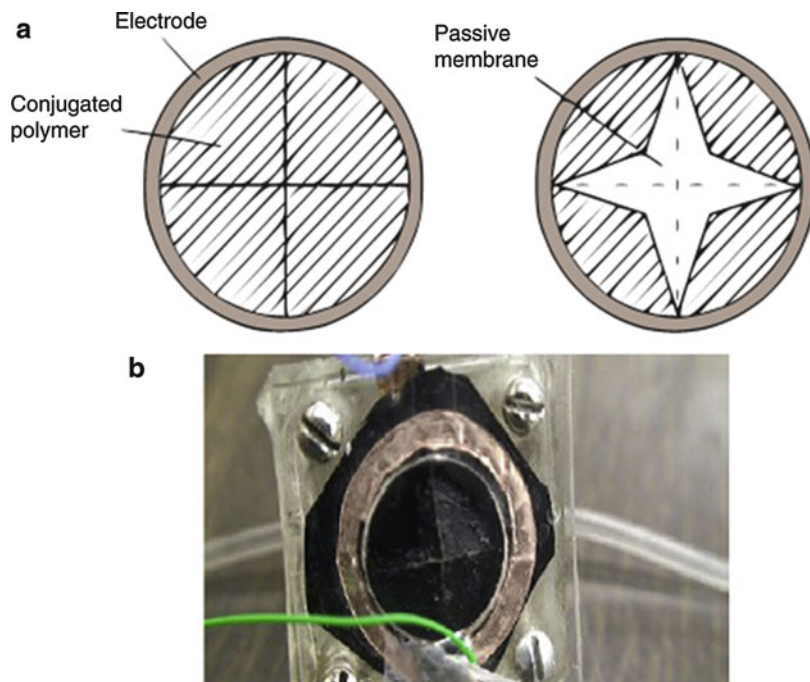 a
Electrode
Conjugated
polymer
Passive
membrane
b